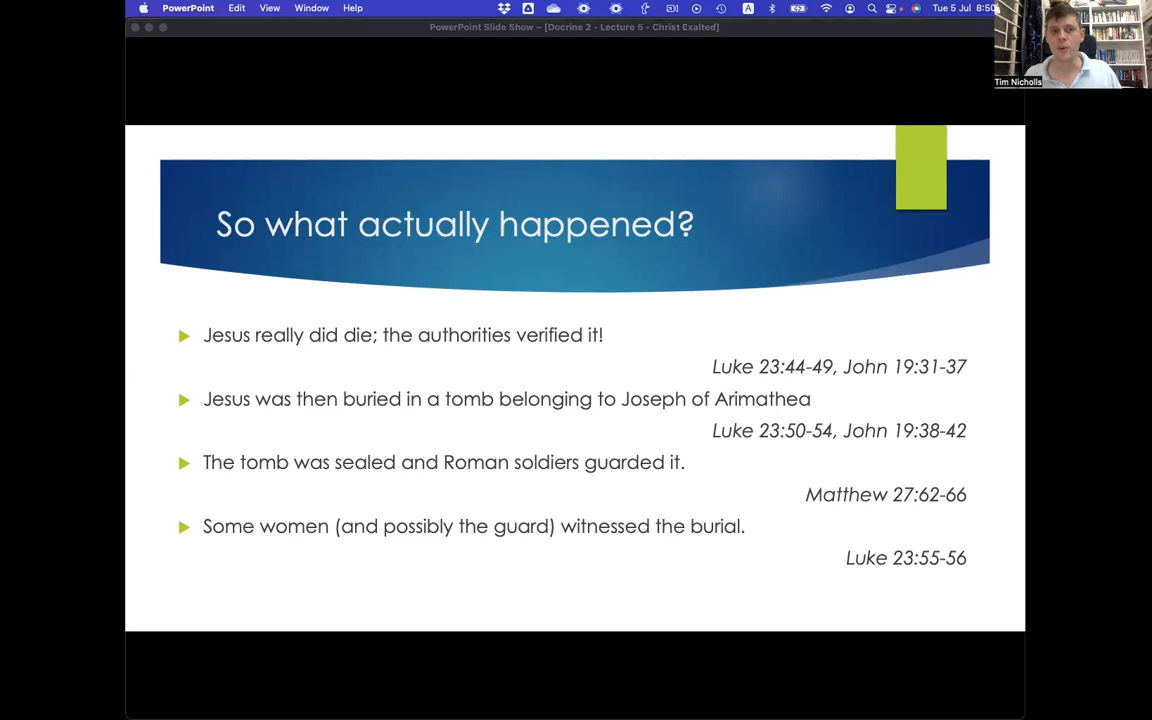 PowerPoint Edit View Window Help Tue 5 Jul 8:50
PowerPoint Slide Show – [Docrine 2 - Lecture 5 - Christ Exalted]
Tim Nicholls
So what actually happened?
Jesus really did die; the authorities verified it!
Luke 23:44-49, John 19:31-37
Jesus was then buried in a tomb belonging to Joseph of Arimathea
Luke 23:50-54, John 19:38-42
The tomb was sealed and Roman soldiers guarded it.
Matthew 27:62-66
Some women (and possibly the guard) witnessed the burial.
Luke 23:55-56